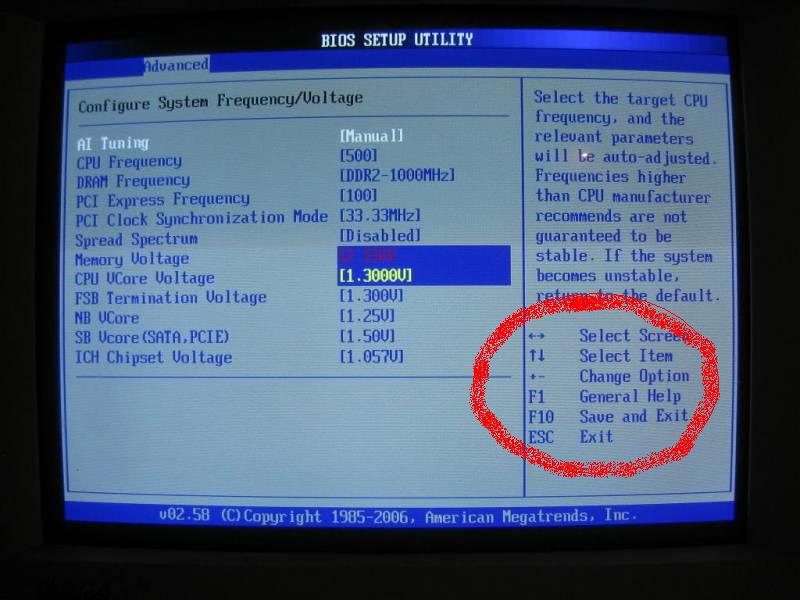 BIOS SETUP UTILITY
Advanced
Configure System Frequency/Voltage
AI Tuning [Manual]
CPU Frequency [500]
DRAM Frequency [DDR2-1000MHz]
PCI Express Frequency [100]
PCI Clock Synchronization Mode [33.33MHz]
Spread Spectrum [Disabled]
Memory Voltage
CPU VCore Voltage [1.3000V]
FSB Termination Voltage [1.300V]
NB VCore [1.25V]
SB Vcore(SATA,PCIE) [1.50V]
ICH Chipset Voltage [1.057V]
Select the target CPU
frequency, and the
relevant parameters
will be auto-adjusted.
Frequencies higher
than CPU manufacturer
recommends are not
guaranteed to be
stable. If the system
becomes unstable,
return to the default.
↔ Select Screen
↑↓ Select Item
+- Change Option
F1 General Help
F10 Save and Exit
ESC Exit
v02.58 (C)Copyright 1985-2006, American Megatrends, Inc.